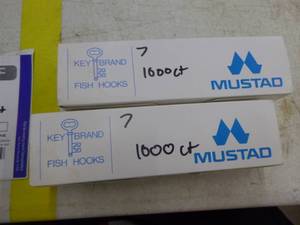 KEY BRAND
FISH HOOKS
7
1000ct
MUSTAD
KEY BRAND
FISH HOOKS
7
1000 ct
MUSTAD